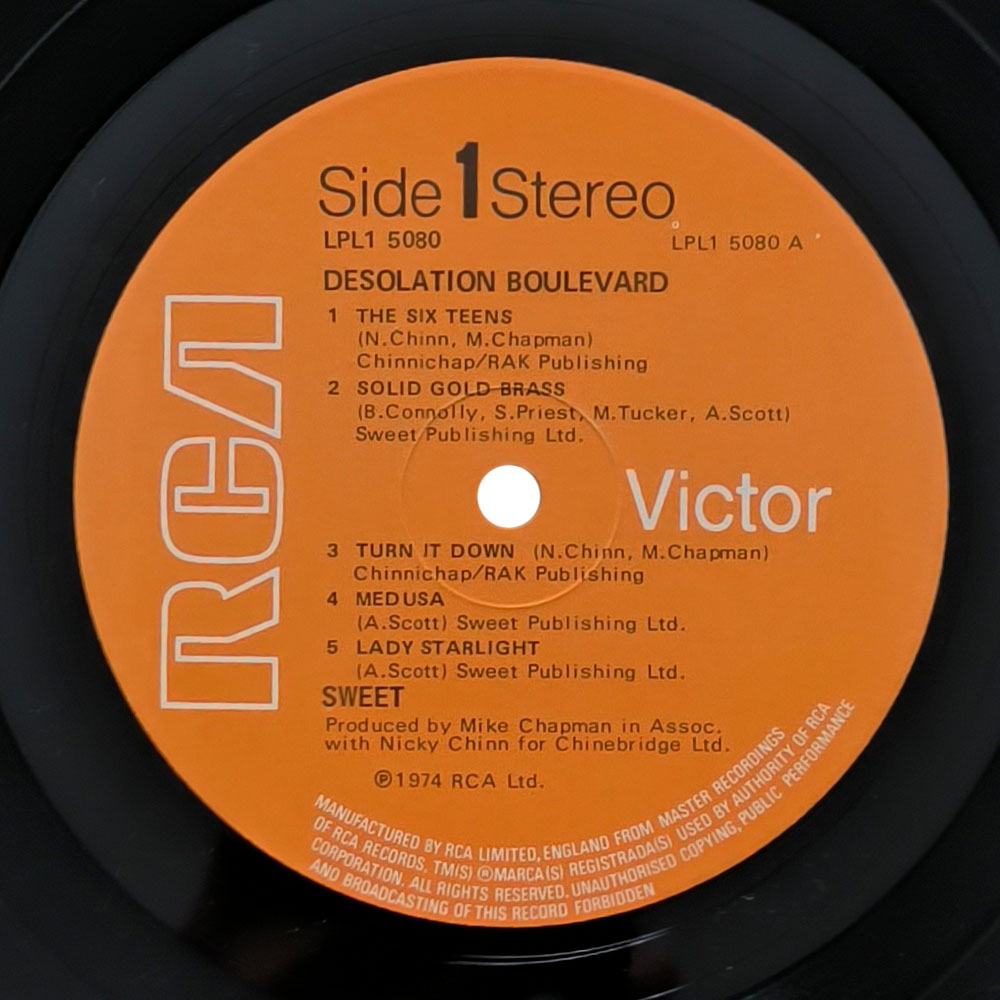 Side 1 Stereo
LPL1 5080
LPL1 5080 A
DESOLATION BOULEVARD
1 THE SIX TEENS
(N.Chinn, M.Chapman)
Chinnichap/RAK Publishing
2 SOLID GOLD BRASS
(B.Connolly, S.Priest, M.Tucker, A.Scott)
Sweet Publishing Ltd.
RCA
Victor
3 TURN IT DOWN (N.Chinn, M.Chapman)
Chinnichap/RAK Publishing
4 MEDUSA
(A.Scott) Sweet Publishing Ltd.
5 LADY STARLIGHT
(A.Scott) Sweet Publishing Ltd.
SWEET
Produced by Mike Chapman in Assoc.
with Nicky Chinn for Chinebridge Ltd.
℗1974 RCA Ltd.
MANUFACTURED BY RCA LIMITED, ENGLAND FROM MASTER RECORDINGS
OF RCA RECORDS. TM(S) ®MARCA(S) REGISTRADA(S) USED BY AUTHORITY OF RCA
CORPORATION. ALL RIGHTS RESERVED. UNAUTHORISED COPYING, PUBLIC PERFORMANCE
AND BROADCASTING OF THIS RECORD FORBIDDEN